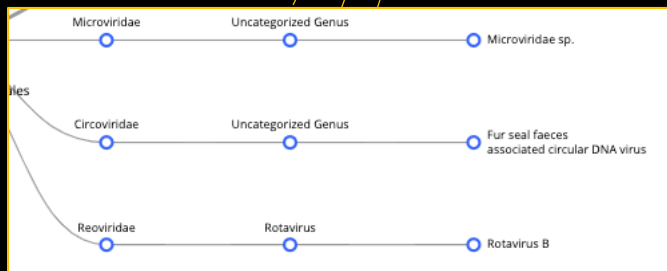 Microviridae
Uncategorized Genus
Microviridae sp.
Circoviridae
Uncategorized Genus
Fur seal faeces
associated circular DNA virus
Reoviridae
Rotavirus
Rotavirus B